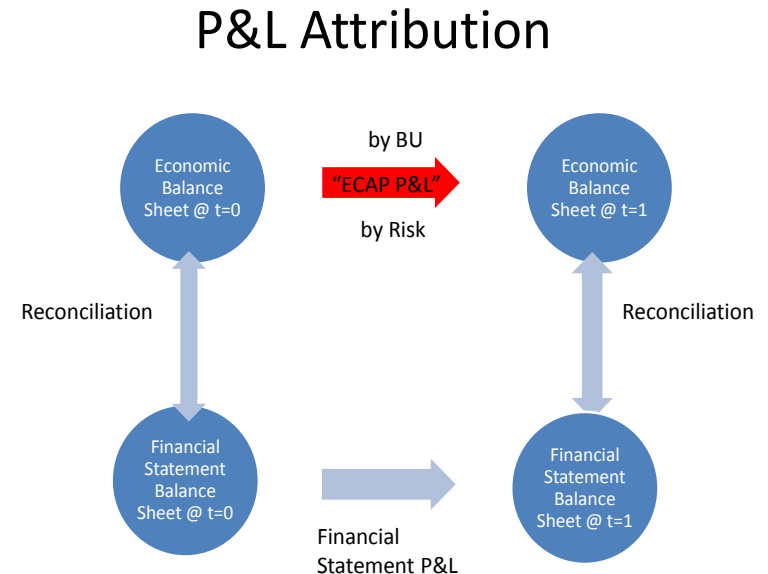 P&L Attribution
Economic
Balance
Sheet @ t=0
by BU
"ECAP P&L"
by Risk
Economic
Balance
Sheet @ t=1
Reconciliation
Reconciliation
Financial
Statement
Balance
Sheet @ t=0
Financial
Statement P&L
Financial
Statement
Balance
Sheet @ t=1